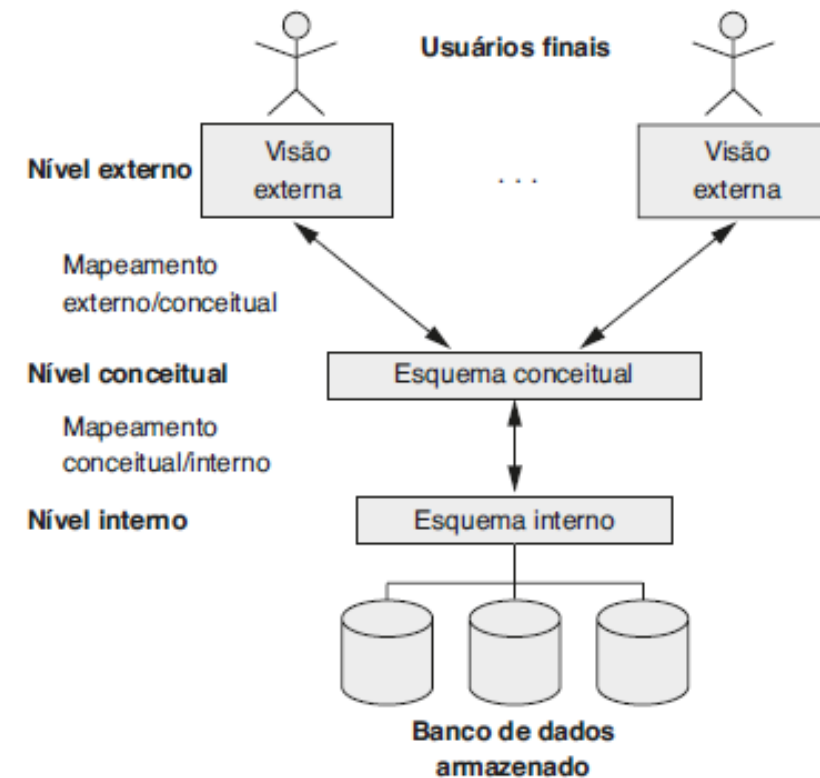 Usuários finais
Nível externo
Visão
externa
. . .
Visão
externa
Mapeamento
externo/conceitual
Nível conceitual
Esquema conceitual
Mapeamento
conceitual/interno
Nível interno
Esquema interno
Banco de dados
armazenado